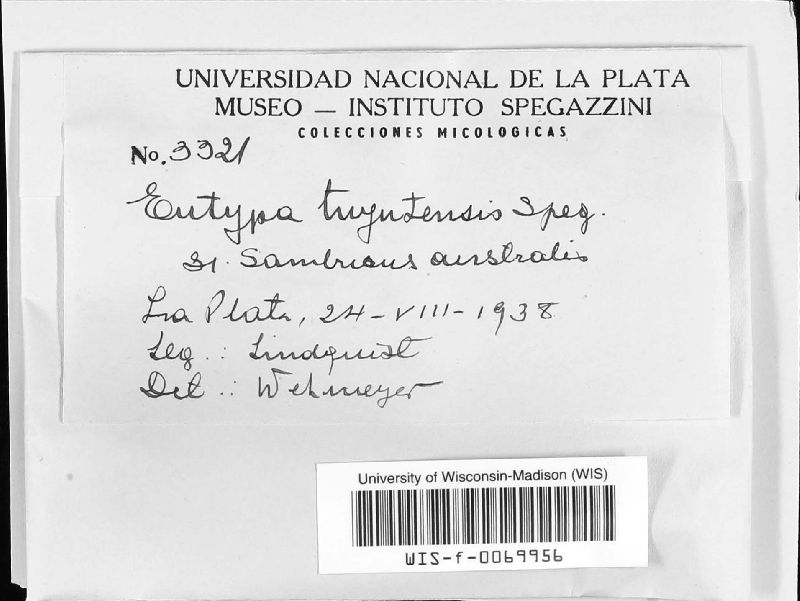 UNIVERSIDAD NACIONAL DE LA PLATA
MUSEO — INSTITUTO SPEGAZZINI
COLECCIONES MICOLOGICAS
No. 3321
Eutypa tuyutensis Speg.
Sambucus australis
La Plata, 24-VIII-1938
Leg.: Lindquist
Det.: Wehmeyer
University of Wisconsin-Madison (WIS)
WIS-f-0069956